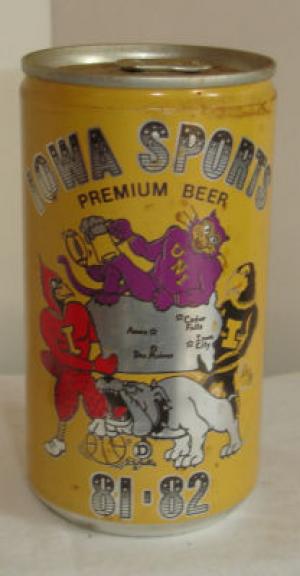 IOWA SPORTS
PREMIUM BEER
UNI
Cedar
Falls
Ames
Iowa
City
Des Moines
I
I
D
81-82